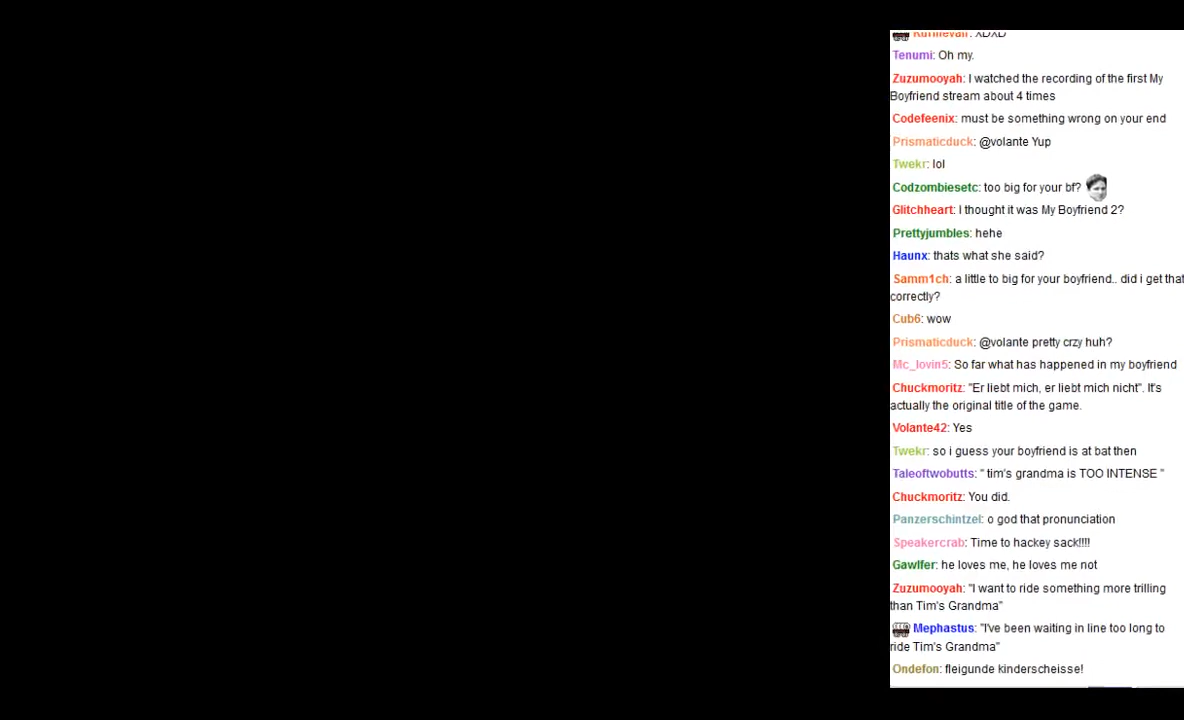 Kurinevair: XDXD
Tenumi: Oh my.
Zuzumooyah: I watched the recording of the first My
Boyfriend stream about 4 times
Codefeenix: must be something wrong on your end
Prismaticduck: @volante Yup
Twekr: lol
Codzombiesetc: too big for your bf?
Glitchheart: I thought it was My Boyfriend 2?
Prettyjumbles: hehe
Haunx: thats what she said?
Samm1ch: a little to big for your boyfriend.. did i get that
correctly?
Cub6: wow
Prismaticduck: @volante pretty crzy huh?
Mc_lovin5: So far what has happened in my boyfriend
Chuckmoritz: "Er liebt mich, er liebt mich nicht". It's
actually the original title of the game.
Volante42: Yes
Twekr: so i guess your boyfriend is at bat then
Taleoftwobutts: " tim's grandma is TOO INTENSE "
Chuckmoritz: You did.
Panzerschintzel: o god that pronunciation
Speakercrab: Time to hackey sack!!!!
Gawlfer: he loves me, he loves me not
Zuzumooyah: "I want to ride something more trilling
than Tim's Grandma"
Mephastus: "I've been waiting in line too long to
ride Tim's Grandma"
Ondefon: fleigunde kinderscheisse!